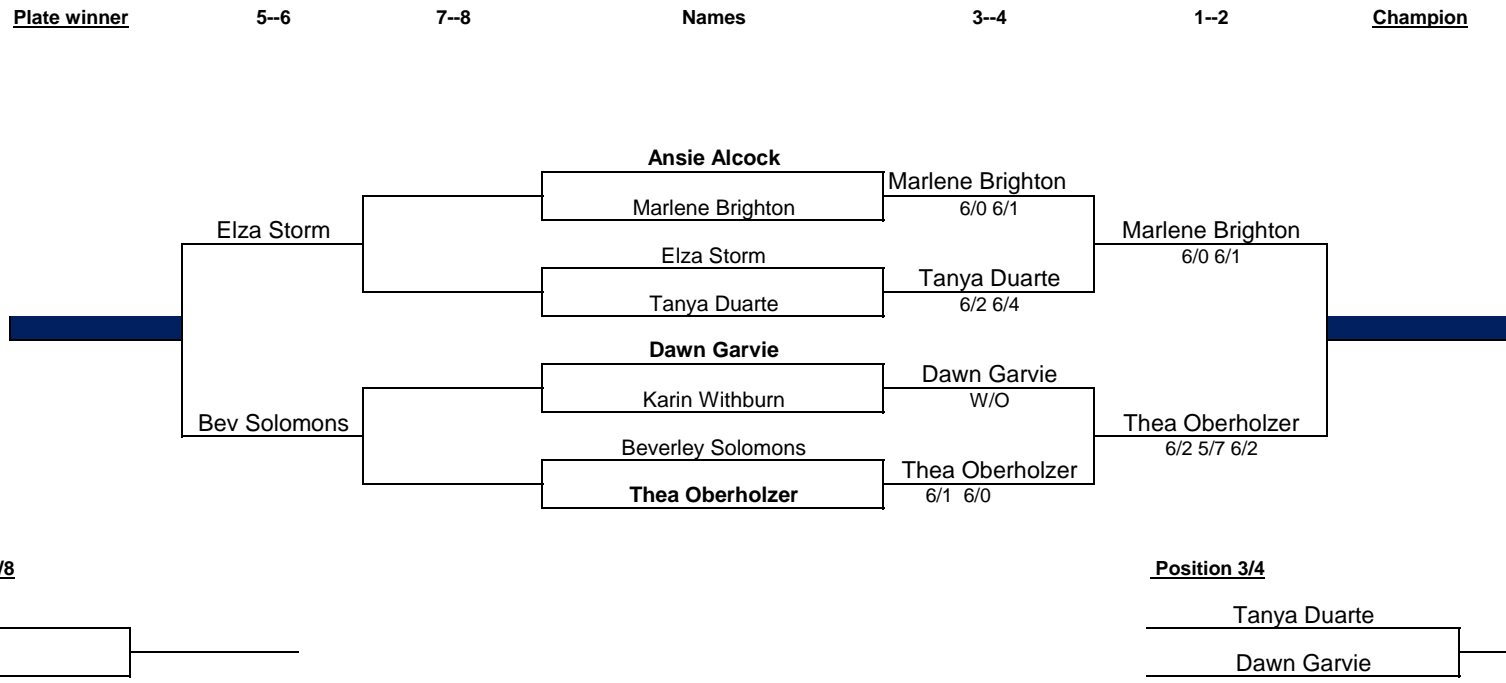 Plate winner 5--6 7--8 Names 3--4 1--2 Champion
Ansie Alcock
Marlene Brighton
Marlene Brighton 6/0 6/1
Elza Storm Marlene Brighton
Elza Storm 6/0 6/1
Tanya Duarte
Tanya Duarte 6/2 6/4
Dawn Garvie
Dawn Garvie
Karin Withburn W/O
Bev Solomons Thea Oberholzer
Beverley Solomons 6/2 5/7 6/2
Thea Oberholzer
Thea Oberholzer 6/1 6/0
/8 Position 3/4
Tanya Duarte
Dawn Garvie